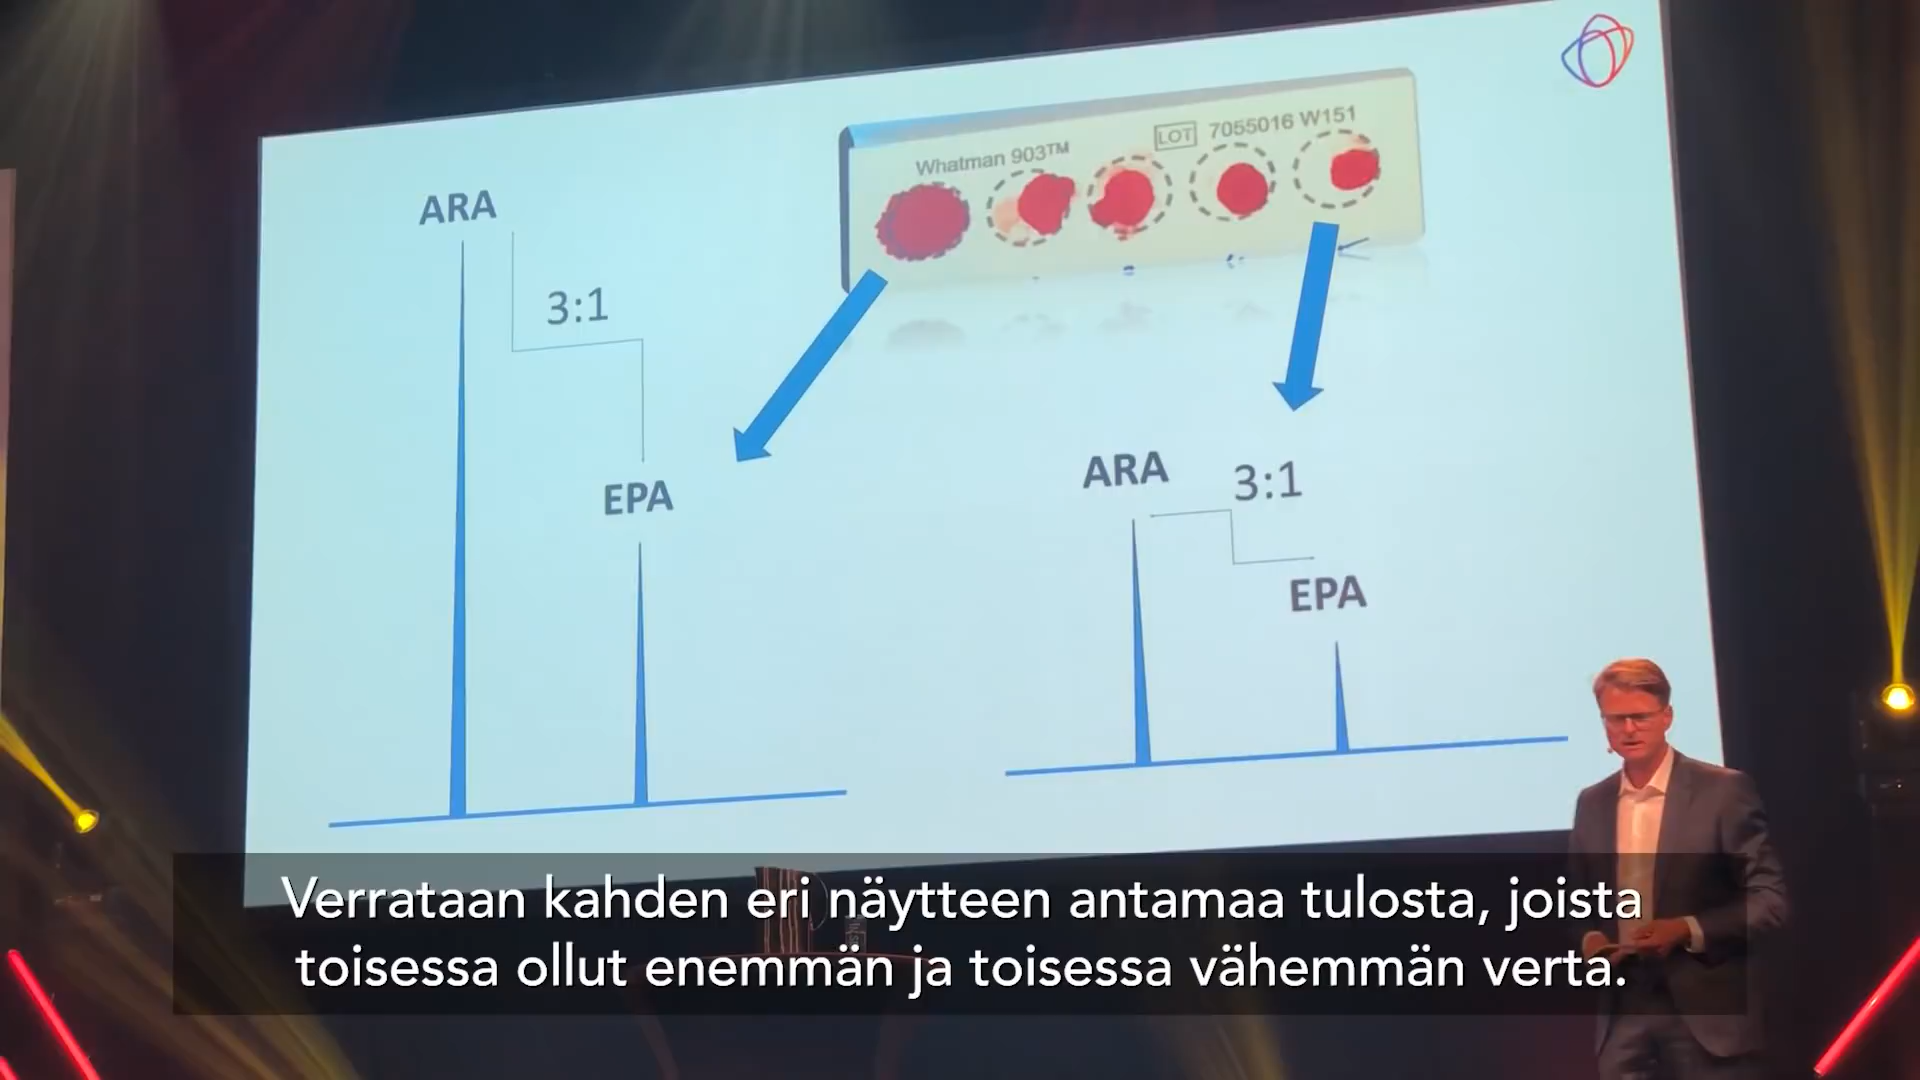 Whatman 903™
LOT 7055016 W151
ARA
3:1
EPA
ARA
3:1
EPA
Verrataan kahden eri näytteen antamaa tulosta, joista
toisessa ollut enemmän ja toisessa vähemmän verta.